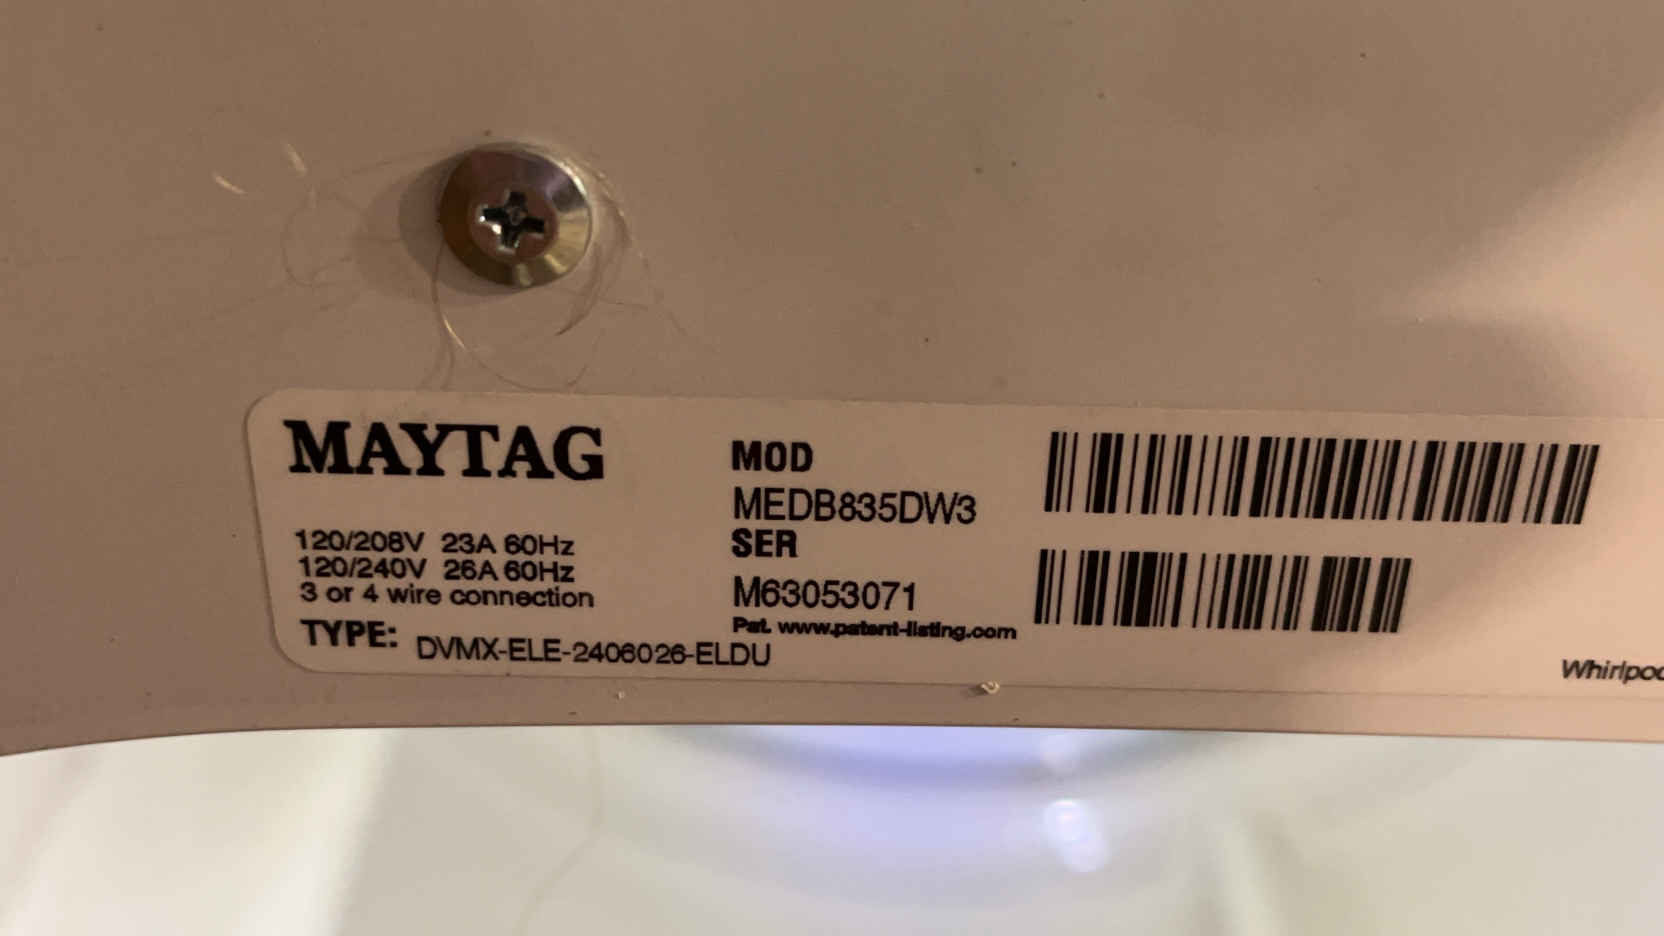 MAYTAG
120/208V 23A 60Hz
120/240V 26A 60Hz
3 or 4 wire connection
TYPE: DVMX-ELE-2406026-ELDU
MOD
MEDB835DW3
SER
M63053071
Pat. www.patent-listing.com